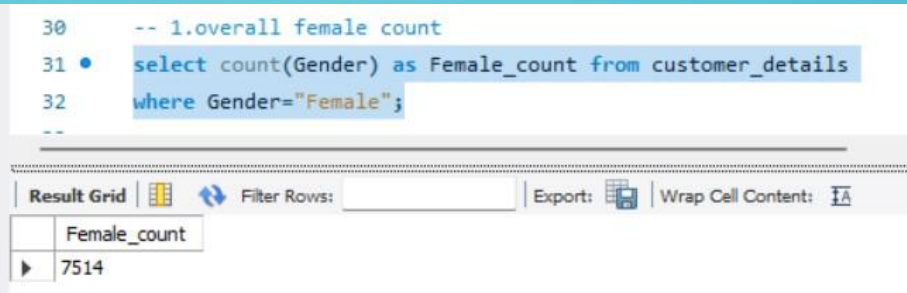 30 -- 1.overall female count
31 select count(Gender) as Female_count from customer_details
32 where Gender="Female";
Result Grid Filter Rows: Export: Wrap Cell Content: IA
Female_count
7514